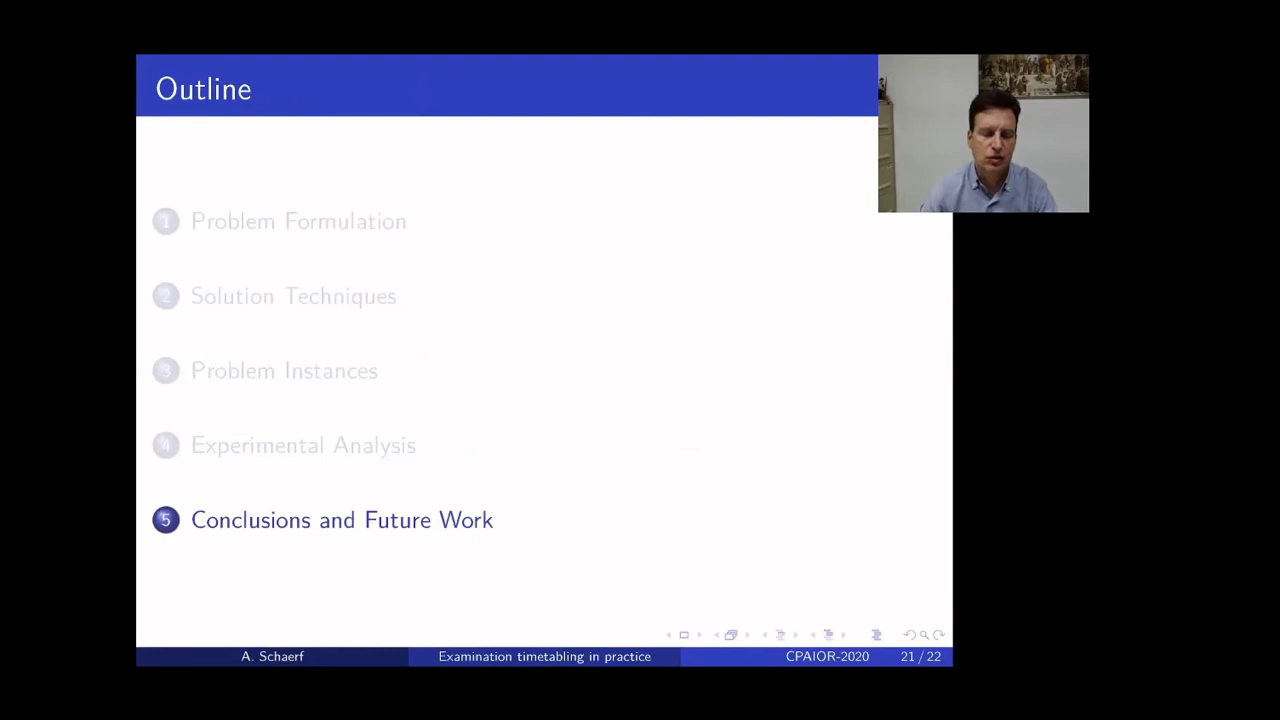 Outline
1 Problem Formulation
2 Solution Techniques
3 Problem Instances
4 Experimental Analysis
5 Conclusions and Future Work
A. Schaerf Examination timetabling in practice CPAIOR-2020 21 / 22